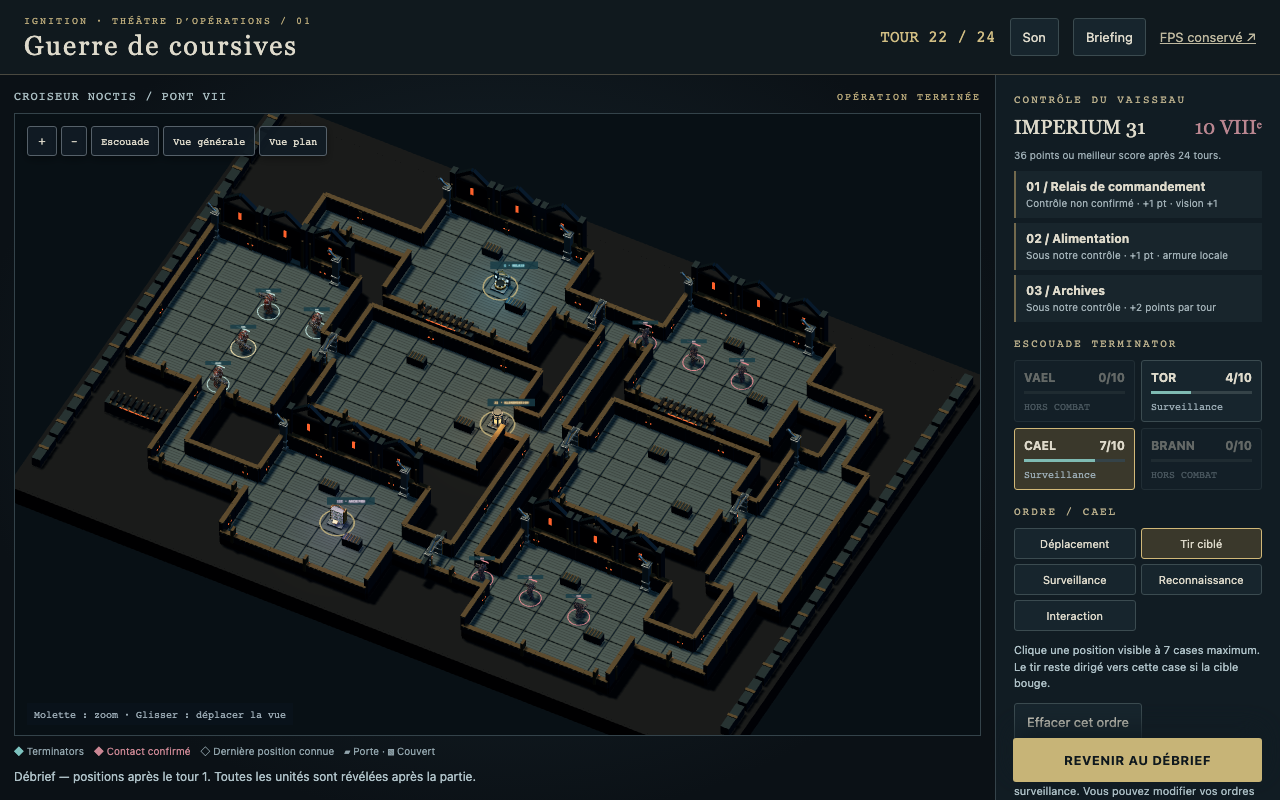 IGNITION · THÉÂTRE D'OPÉRATIONS / 01
Guerre de coursives
TOUR 22 / 24
Son
Briefing
FPS conservé ↗
CROISEUR NOCTIS / PONT VII
OPÉRATION TERMINÉE
+
−
Escouade
Vue générale
Vue plan
Molette : zoom · Glisser : déplacer la vue
Terminators
Contact confirmé
Dernière position connue
Porte ·
Couvert
Débrief — positions après le tour 1. Toutes les unités sont révélées après la partie.
CONTRÔLE DU VAISSEAU
IMPERIUM 31
10 VIIIᵉ
36 points ou meilleur score après 24 tours.
01 / Relais de commandement
Contrôle non confirmé · +1 pt · vision +1
02 / Alimentation
Sous notre contrôle · +1 pt · armure locale
03 / Archives
Sous notre contrôle · +2 points par tour
ESCOUADE TERMINATOR
VAEL 0/10
HORS COMBAT
TOR 4/10
Surveillance
CAEL 7/10
Surveillance
BRANN 0/10
HORS COMBAT
ORDRE / CAEL
Déplacement
Tir ciblé
Surveillance
Reconnaissance
Interaction
Clique une position visible à 7 cases maximum.
Le tir reste dirigé vers cette case si la cible
bouge.
Effacer cet ordre
REVENIR AU DÉBRIEF
surveillance. Vous pouvez modifier vos ordres